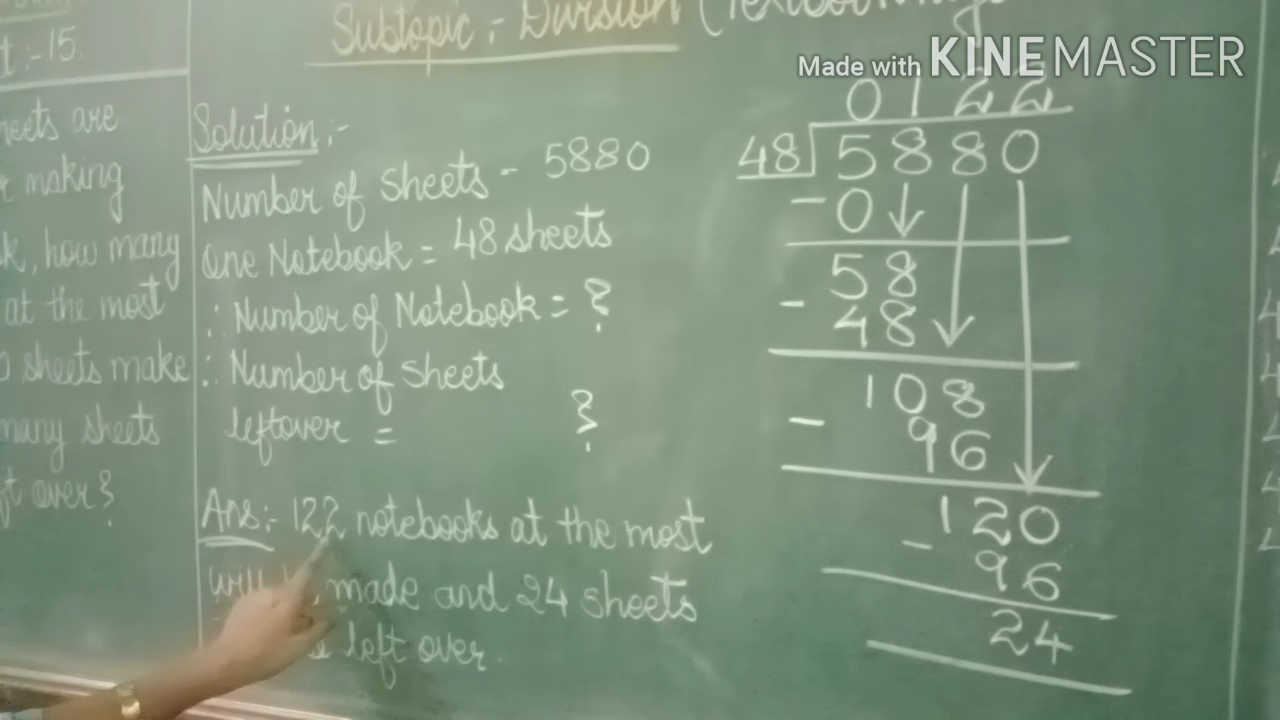 Subtopic :- Division (Textbook
Made with KINEMASTER
t :- 15.
sheets are
making
how many
at the most
sheets make
many sheets
over?
Solution :-
Number of Sheets - 5880
One Notebook = 48 sheets
∴ Number of Notebook = ?
∴ Number of sheets
leftover = ?
Ans :- 122 notebooks at the most
will made and 24 sheets
left over.
0122
48 5880
- 0
58
- 48
108
- 96
120
- 96
24